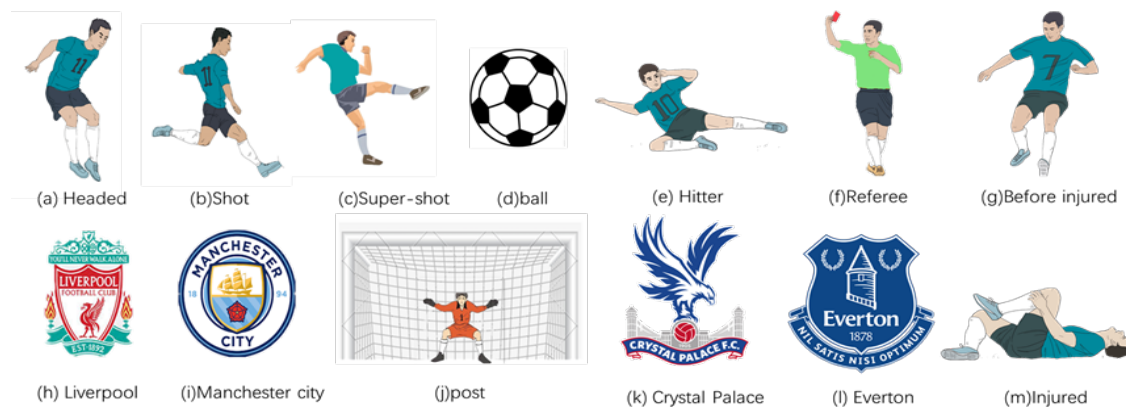 11
11
10
7
(a) Headed
(b)Shot
(c)Super-shot
(d)ball
(e) Hitter
(f)Referee
(g)Before injured
YOU'LL NEVER WALK ALONE
LIVERPOOL
FOOTBALL CLUB
EST·1892
MANCHESTER
18 94
CITY
1
CRYSTAL PALACE F.C.
Everton
1878
NIL SATIS NISI OPTIMUM
(h) Liverpool
(i)Manchester city
(j)post
(k) Crystal Palace
(l) Everton
(m)Injured